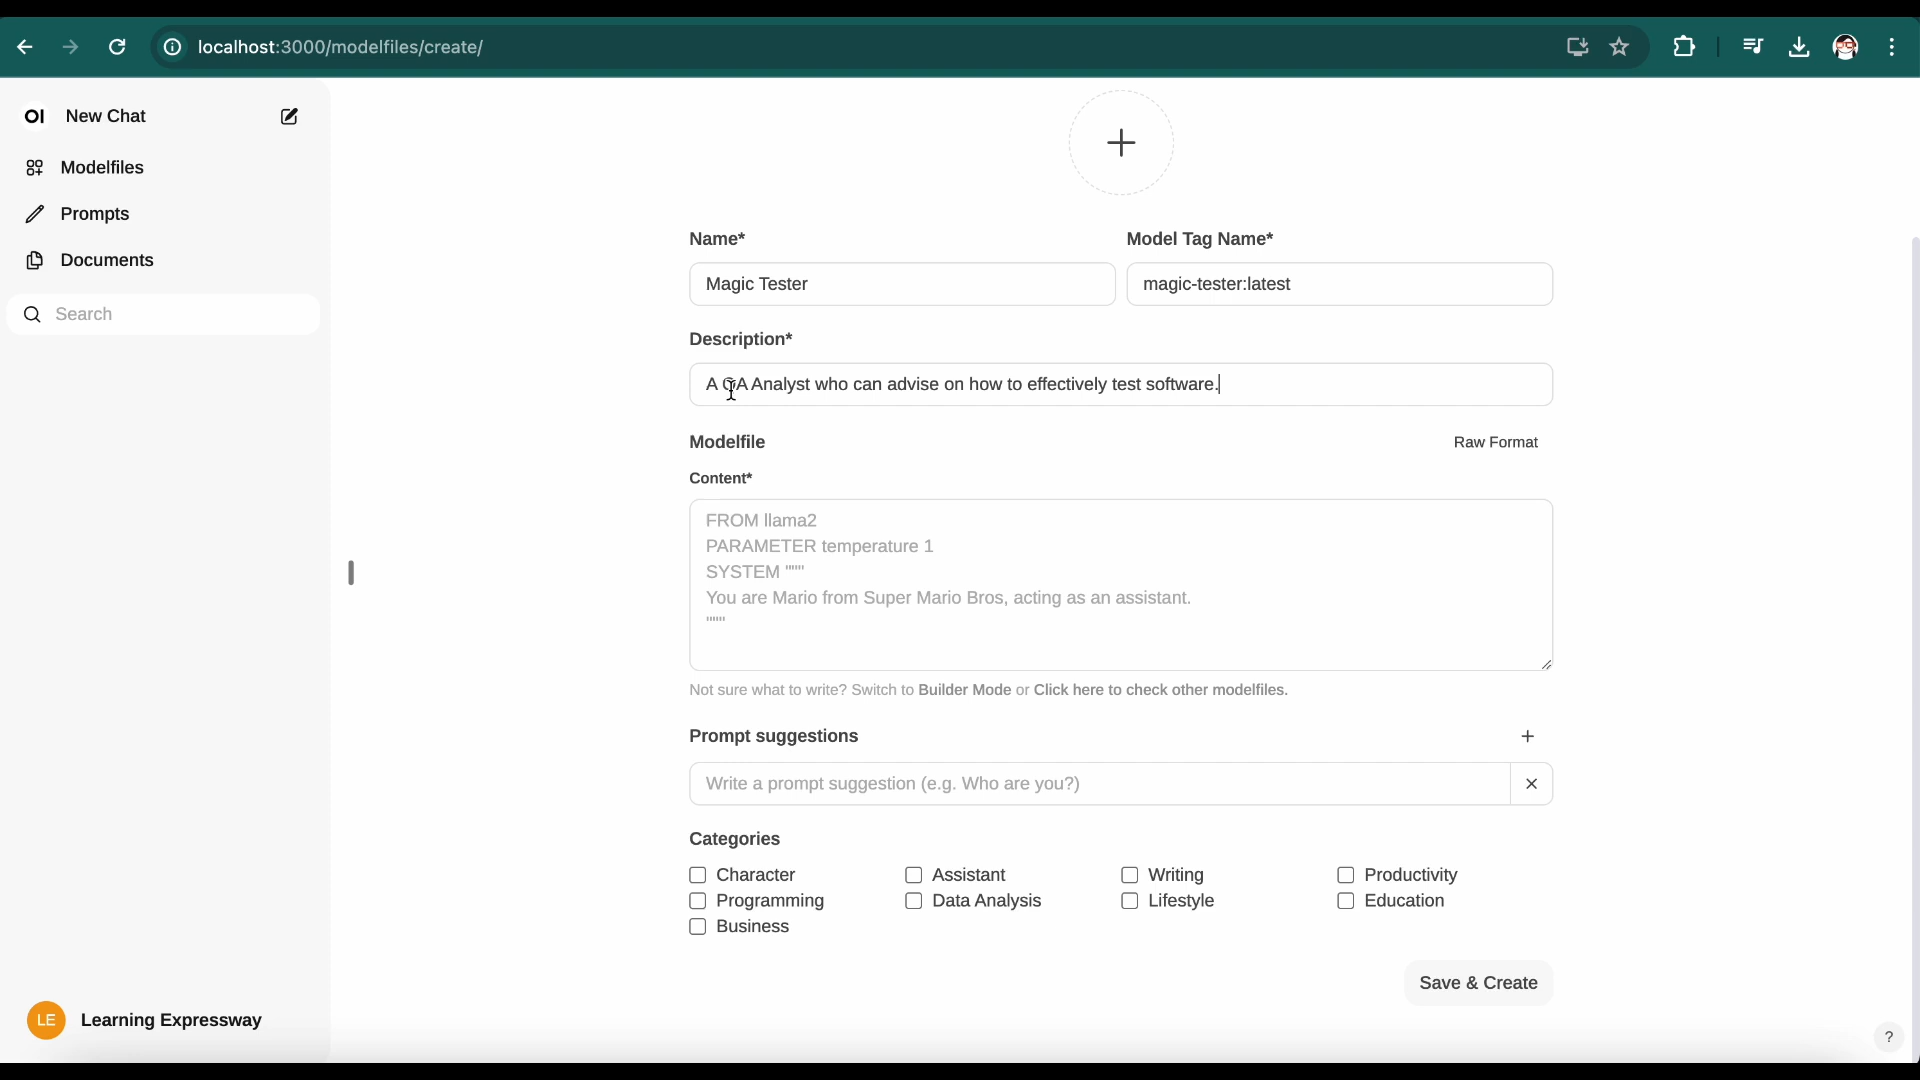 localhost:3000/modelfiles/create/
OI New Chat
Modelfiles
Prompts
Documents
Search
Name*
Model Tag Name*
Magic Tester
magic-tester:latest
Description*
A QA Analyst who can advise on how to effectively test software.
Modelfile
Raw Format
Content*
FROM llama2
PARAMETER temperature 1
SYSTEM """
You are Mario from Super Mario Bros, acting as an assistant.
"""
Not sure what to write? Switch to Builder Mode or Click here to check other modelfiles.
Prompt suggestions
Write a prompt suggestion (e.g. Who are you?)
Categories
Character
Assistant
Writing
Productivity
Programming
Data Analysis
Lifestyle
Education
Business
Save & Create
LE Learning Expressway
?